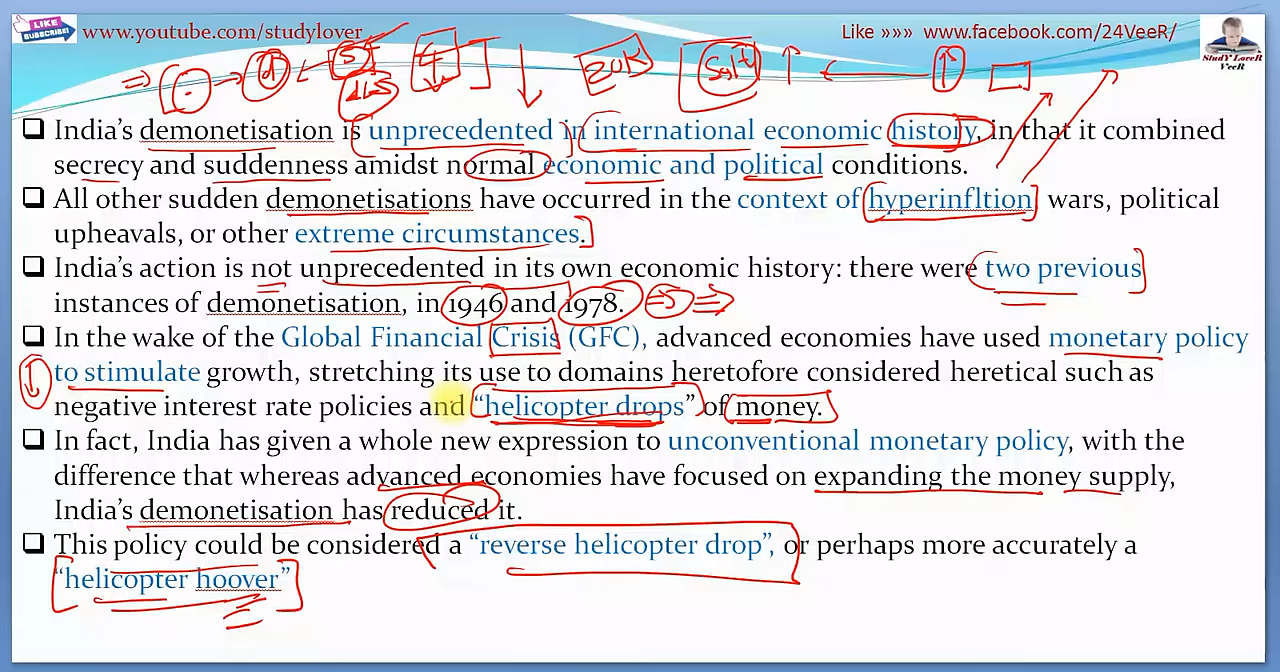 LIKE
SUBSCRIBE!
www.youtube.com/studylover
Like »»» www.facebook.com/24VeeR/
StudY LoveR
VeeR
India's demonetisation is unprecedented in international economic history, in that it combined
secrecy and suddenness amidst normal economic and political conditions.
All other sudden demonetisations have occurred in the context of hyperinfltion, wars, political
upheavals, or other extreme circumstances.
India's action is not unprecedented in its own economic history: there were two previous
instances of demonetisation, in 1946 and 1978.
In the wake of the Global Financial Crisis (GFC), advanced economies have used monetary policy
to stimulate growth, stretching its use to domains heretofore considered heretical such as
negative interest rate policies and "helicopter drops" of money.
In fact, India has given a whole new expression to unconventional monetary policy, with the
difference that whereas advanced economies have focused on expanding the money supply,
India's demonetisation has reduced it.
This policy could be considered a "reverse helicopter drop", or perhaps more accurately a
"helicopter hoover"